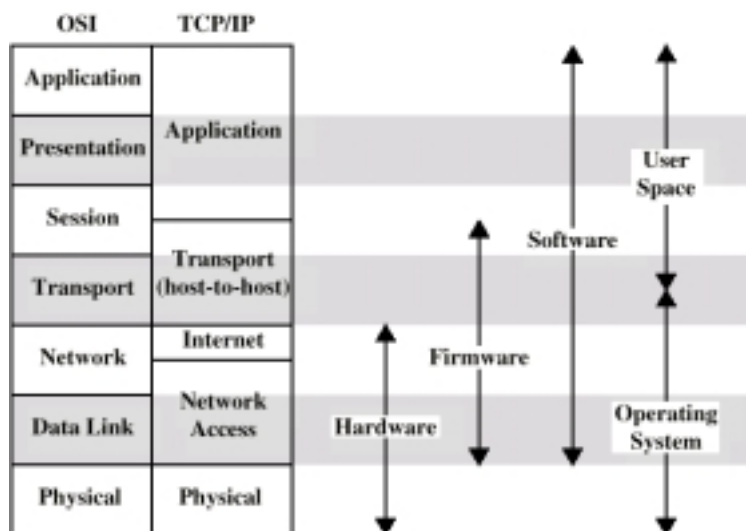 OSI TCP/IP
Application
Presentation
Session
Transport
Network
Data Link
Physical
Application
Transport
(host-to-host)
Internet
Network
Access
Physical
Hardware
Firmware
Software
User
Space
Operating
System